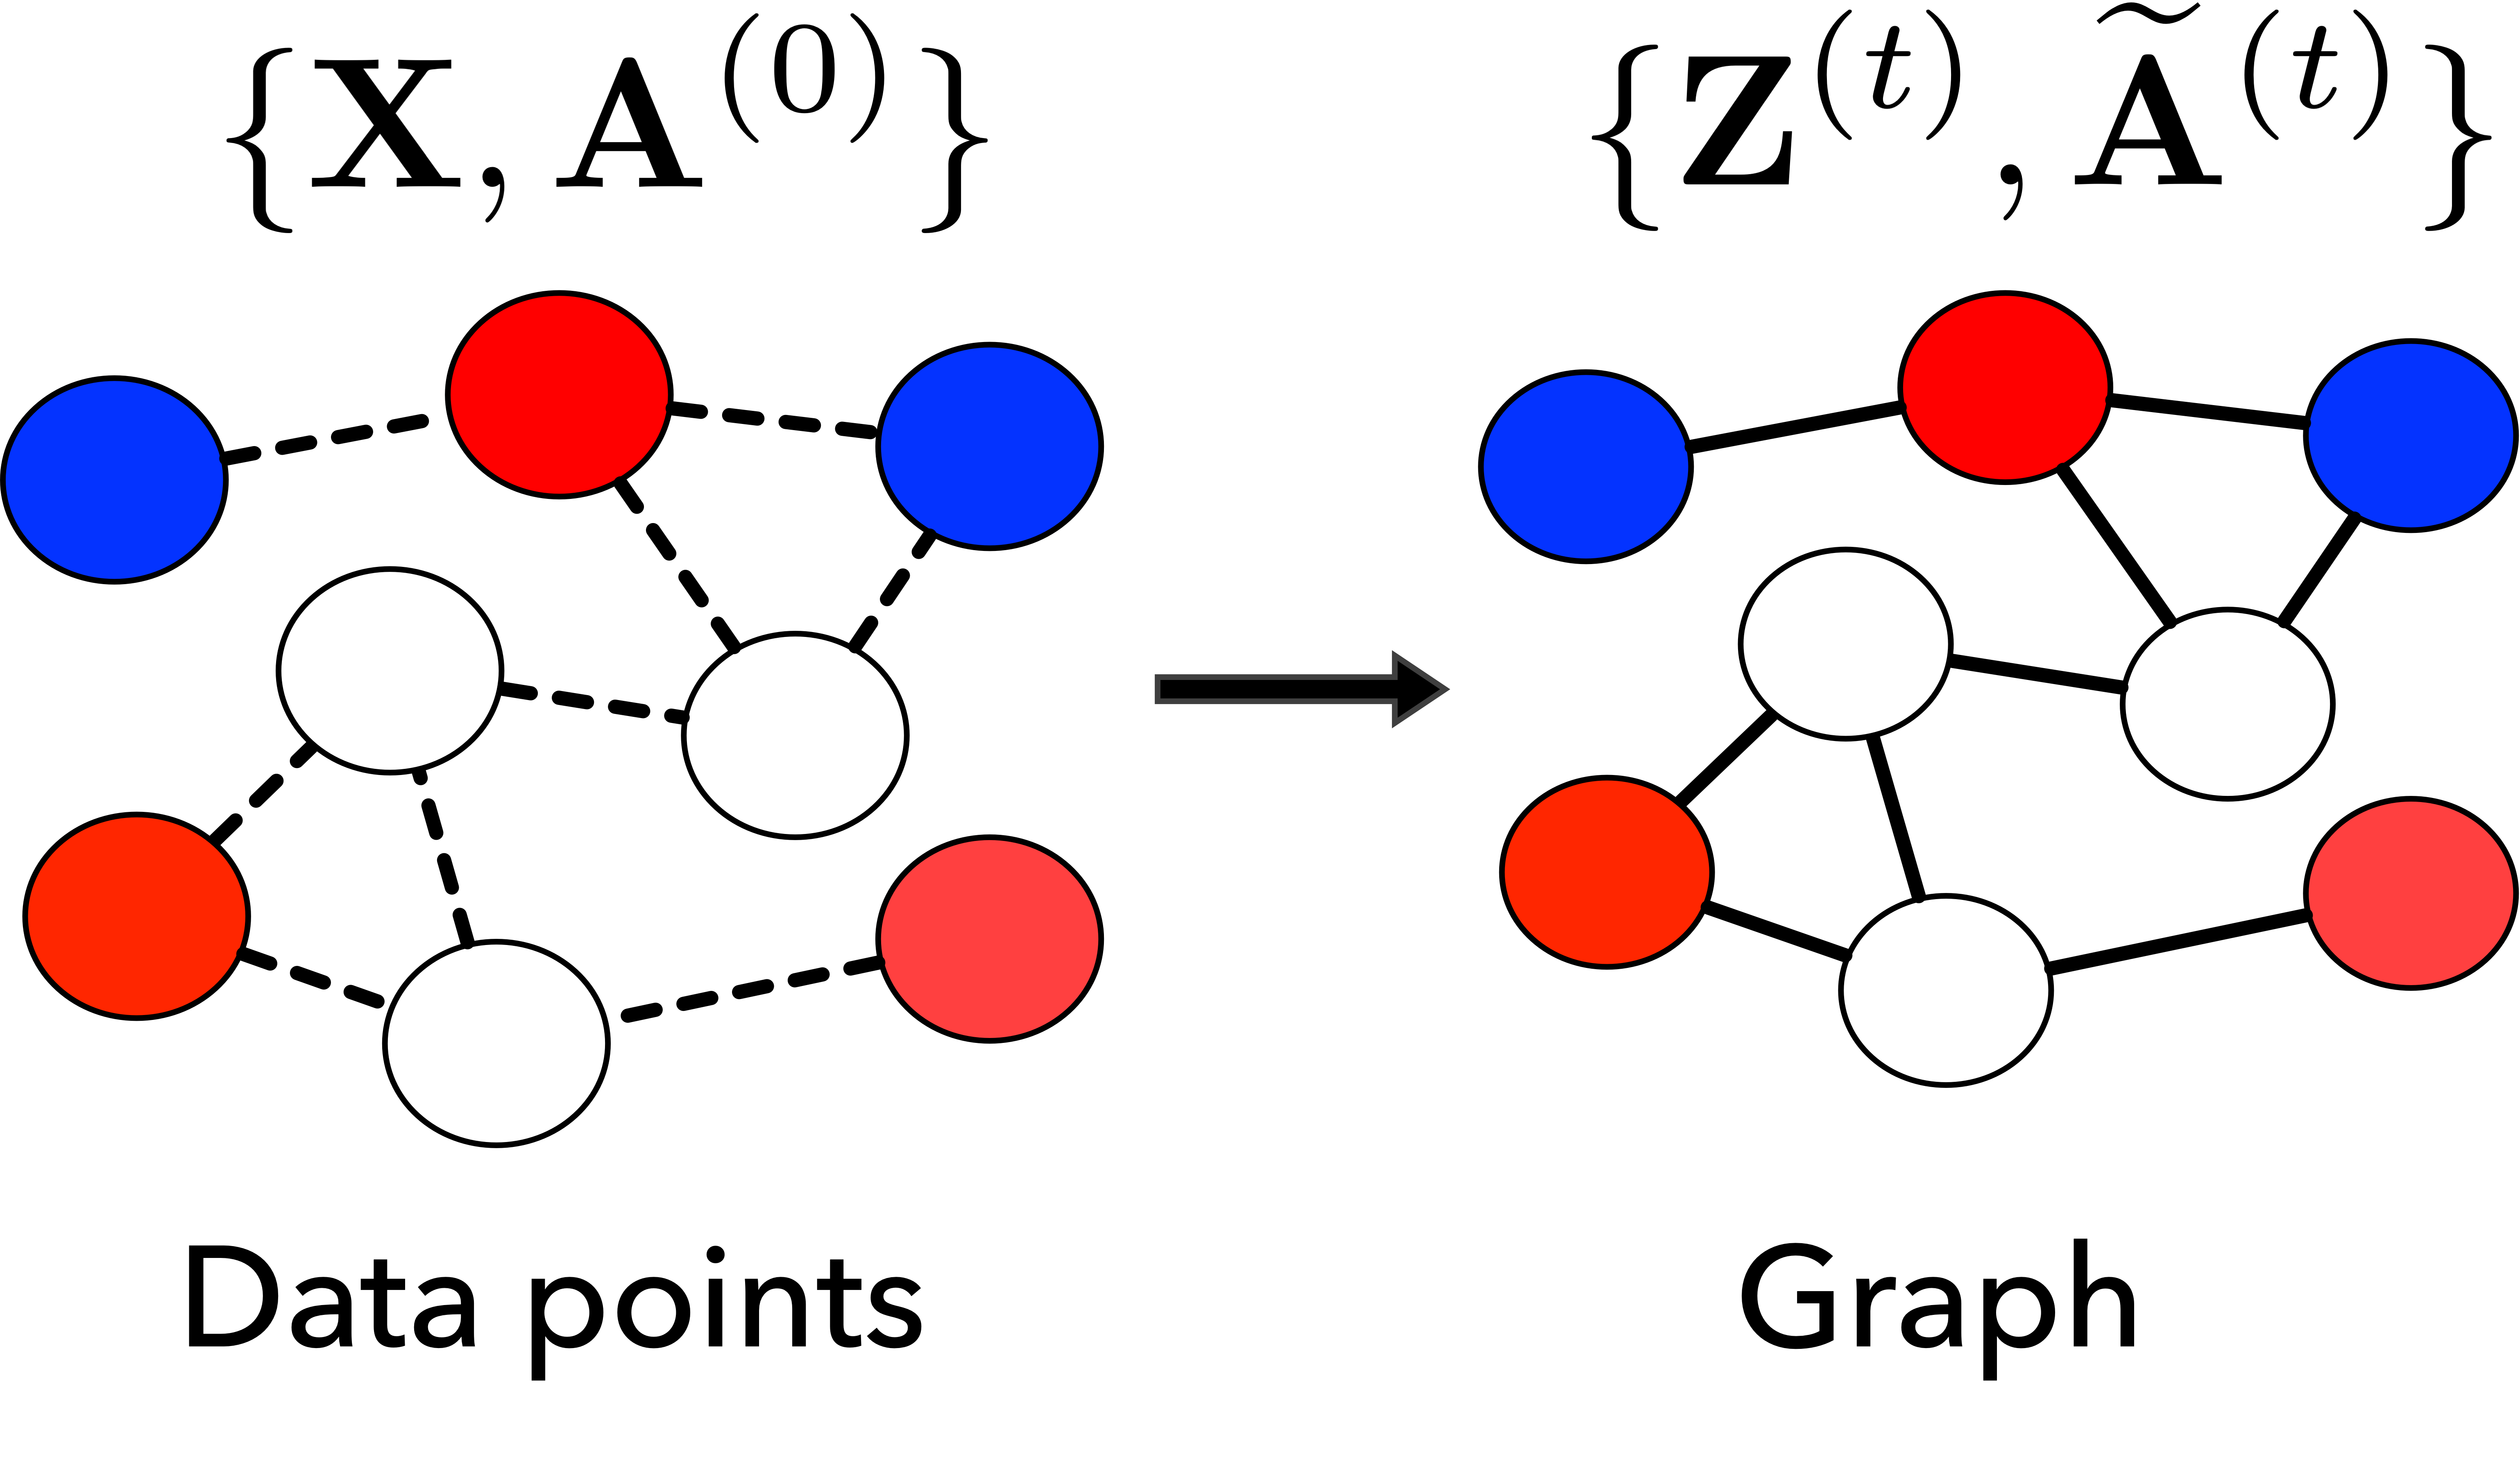 {X, A^(0)}
{Z^(t), Ã^(t)}
Data points
Graph